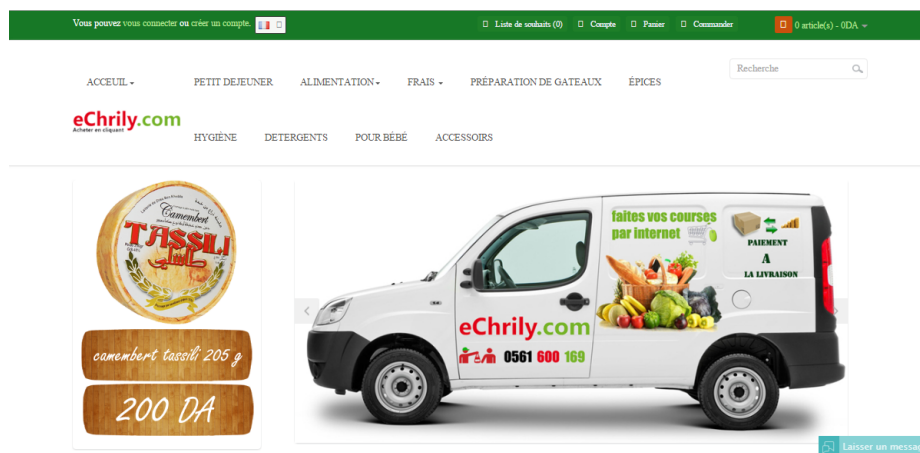 Vous pouvez vous connecter ou créer un compte.
Liste de souhaits (0) Compte Panier Commander
0 article(s) - 0DA
Recherche
ACCEUIL PETIT DEJEUNER ALIMENTATION FRAIS PRÉPARATION DE GATEAUX ÉPICES
eChrily.com
Acheter en cliquant
HYGIÈNE DETERGENTS POUR BÉBÉ ACCESSOIRS
Camembert
TASSILI
طاسيلي
camembert tassili 205 g
200 DA
faites vos courses
par internet
PAIEMENT
A
LA LIVRAISON
eChrily.com
0561 600 169
Laisser un messa